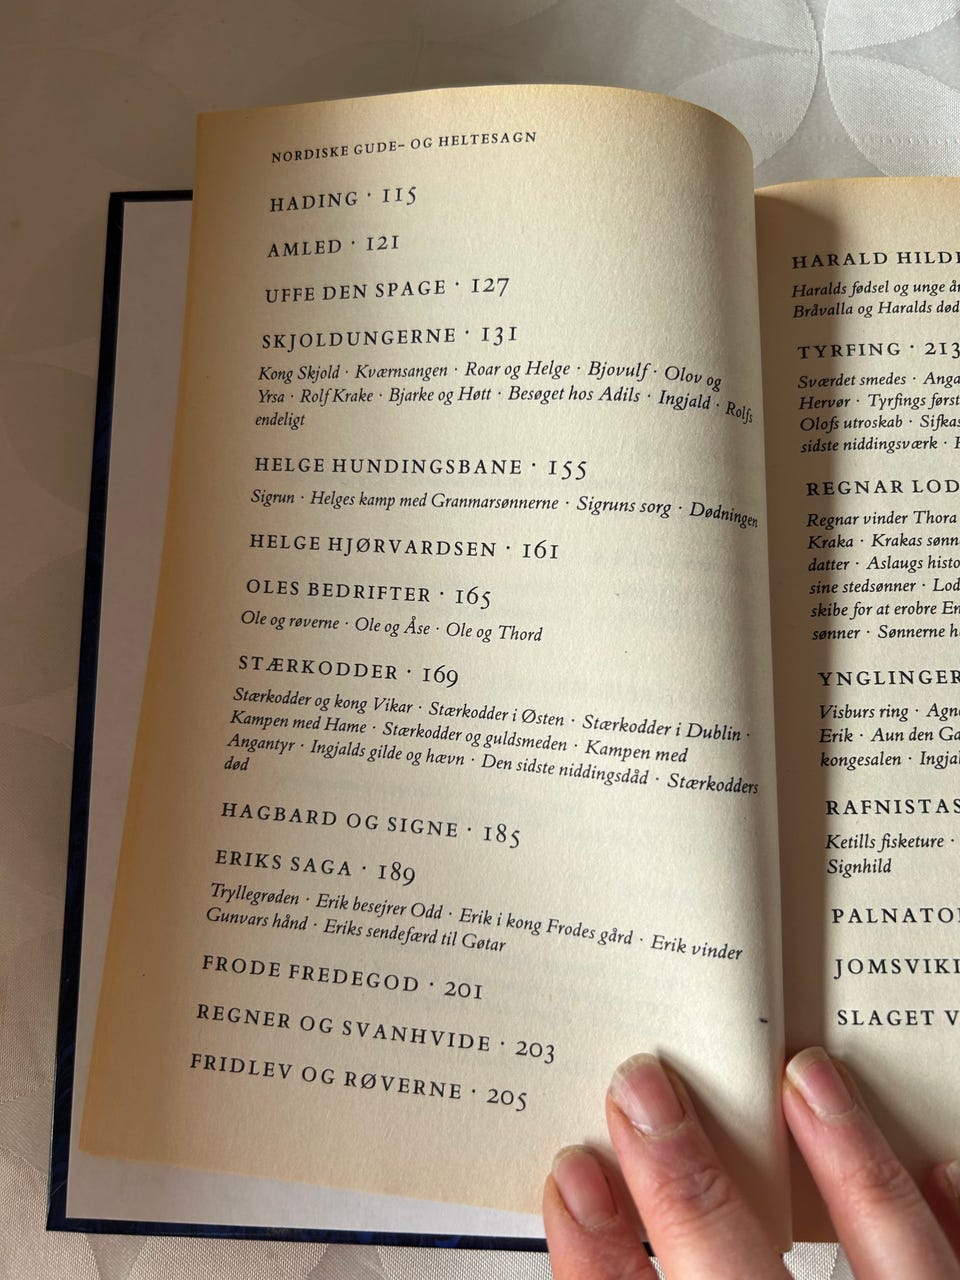 NORDISKE GUDE- OG HELTESAGN
HADING · 115
AMLED · 121
UFFE DEN SPAGE · 127
SKJOLDUNGERNE · 131
Kong Skjold · Kværnsangen · Roar og Helge · Bjovulf · Olov og
Yrsa · Rolf Krake · Bjarke og Høtt · Besøget hos Adils · Ingjald · Rolfs
endeligt
HELGE HUNDINGSBANE · 155
Sigrun · Helges kamp med Granmarsønnerne · Sigruns sorg · Dødningen
HELGE HJØRVARDSEN · 161
OLES BEDRIFTER · 165
Ole og røverne · Ole og Åse · Ole og Thord
STÆRKODDER · 169
Stærkodder og kong Vikar · Stærkodder i Østen · Stærkodder i Dublin ·
Kampen med Hame · Stærkodder og guldsmeden · Kampen med
Angantyr · Ingjalds gilde og hævn · Den sidste niddingsdåd · Stærkodders
død
HAGBARD OG SIGNE · 185
ERIKS SAGA · 189
Tryllegrøden · Erik besejrer Odd · Erik i kong Frodes gård · Erik vinder
Gunvars hånd · Eriks sendefærd til Gøtar
FRODE FREDEGOD · 201
REGNER OG SVANHVIDE · 203
FRIDLEV OG RØVERNE · 205
HARALD
Haralds fødsel og unge
Bråvalla og Haralds død
TYRFING · 213
Sværdet smedes ·
Hervør · Tyrfings
Olofs utroskab ·
sidste niddingsværk ·
REGNAR
Regnar vinder Thora
Kraka · Krakas
datter · Aslaugs
sine stedsønner ·
skibe for at erobre
sønner · Sønnerne
Visburs ring ·
Erik · Aun den
kongesalen ·
Ketills fisketure ·
Signhild
SLAGET